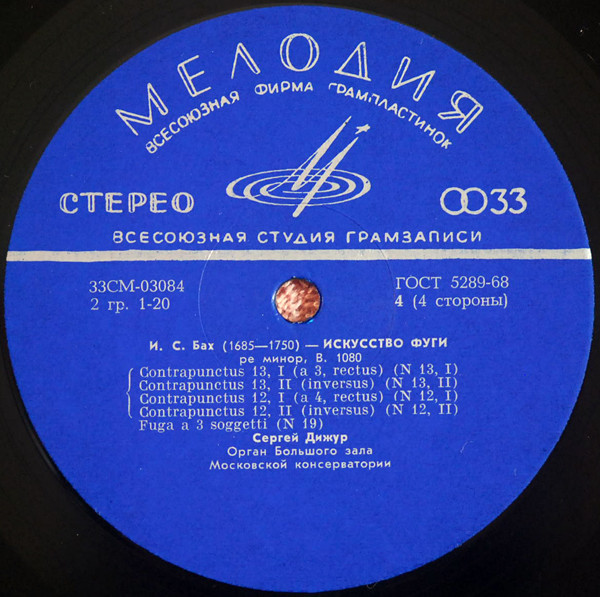 МЕЛОДИЯ
ВСЕСОЮЗНАЯ ФИРМА ГРАМПЛАСТИНОК
СТЕРЕО
33
ВСЕСОЮЗНАЯ СТУДИЯ ГРАМЗАПИСИ
33СМ-03084
ГОСТ 5289-68
2 гр. 1-20
4 (4 стороны)
И. С. Бах (1685—1750) — ИСКУССТВО ФУГИ
ре минор, В. 1080
Contrapunctus 13, I (a 3, rectus) (N 13, I)
Contrapunctus 13, II (inversus) (N 13, II)
Contrapunctus 12, I (a 4, rectus) (N 12, I)
Contrapunctus 12, II (inversus) (N 12, II)
Fuga a 3 soggetti (N 19)
Сергей Дижур
Орган Большого зала
Московской консерватории